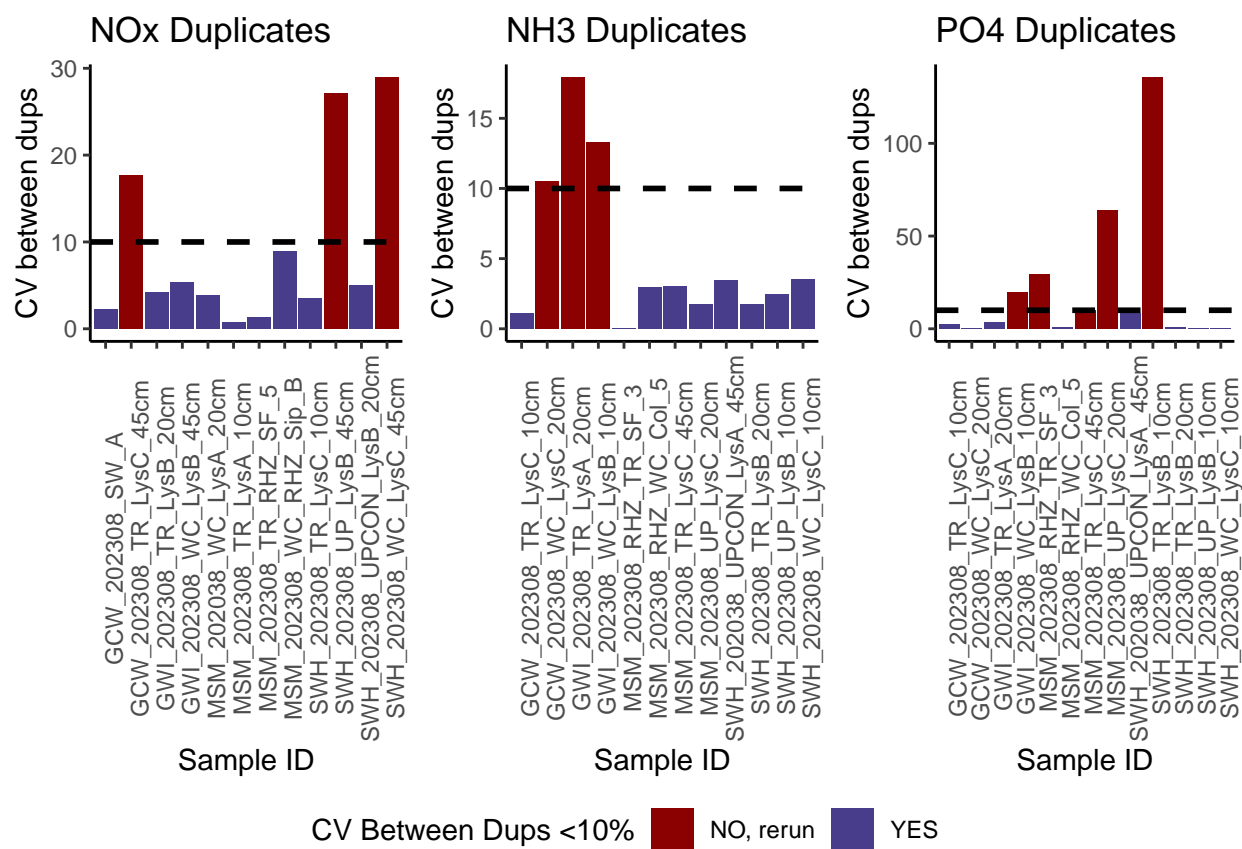 NOx Duplicates
CV between dups
30
20
10
0
GCW_202308_SW_A
GCW_202308_TR_LysC_45cm
GWI_202308_TR_LysB_20cm
GWI_202308_WC_LysB_45cm
MSM_202038_WC_LysA_20cm
MSM_202308_TR_LysA_10cm
MSM_202308_TR_RHZ_SF_5
MSM_202308_WC_RHZ_Sip_B
SWH_202308_TR_LysC_10cm
SWH_202308_UP_LysB_45cm
SWH_202308_UPCON_LysB_20cm
SWH_202308_WC_LysC_45cm
Sample ID
NH3 Duplicates
CV between dups
15
10
5
0
GCW_202308_TR_LysC_10cm
GCW_202308_WC_LysC_20cm
GWI_202308_TR_LysA_20cm
GWI_202308_WC_LysB_10cm
MSM_202308_RHZ_TR_SF_3
MSM_202308_RHZ_WC_Col_5
MSM_202308_TR_LysC_45cm
MSM_202308_UP_LysC_20cm
SWH_202038_UPCON_LysA_45cm
SWH_202308_TR_LysB_20cm
SWH_202308_UP_LysB_10cm
SWH_202308_WC_LysC_10cm
Sample ID
PO4 Duplicates
CV between dups
100
50
0
GCW_202308_TR_LysC_10cm
GCW_202308_WC_LysC_20cm
GWI_202308_TR_LysA_20cm
GWI_202308_WC_LysB_10cm
MSM_202308_RHZ_TR_SF_3
MSM_202308_RHZ_WC_Col_5
MSM_202308_TR_LysC_45cm
MSM_202308_UP_LysC_20cm
SWH_202038_UPCON_LysA_45cm
SWH_202308_TR_LysB_10cm
SWH_202308_TR_LysB_20cm
SWH_202308_UP_LysB_10cm
SWH_202308_WC_LysC_10cm
Sample ID
CV Between Dups <10%
NO, rerun
YES